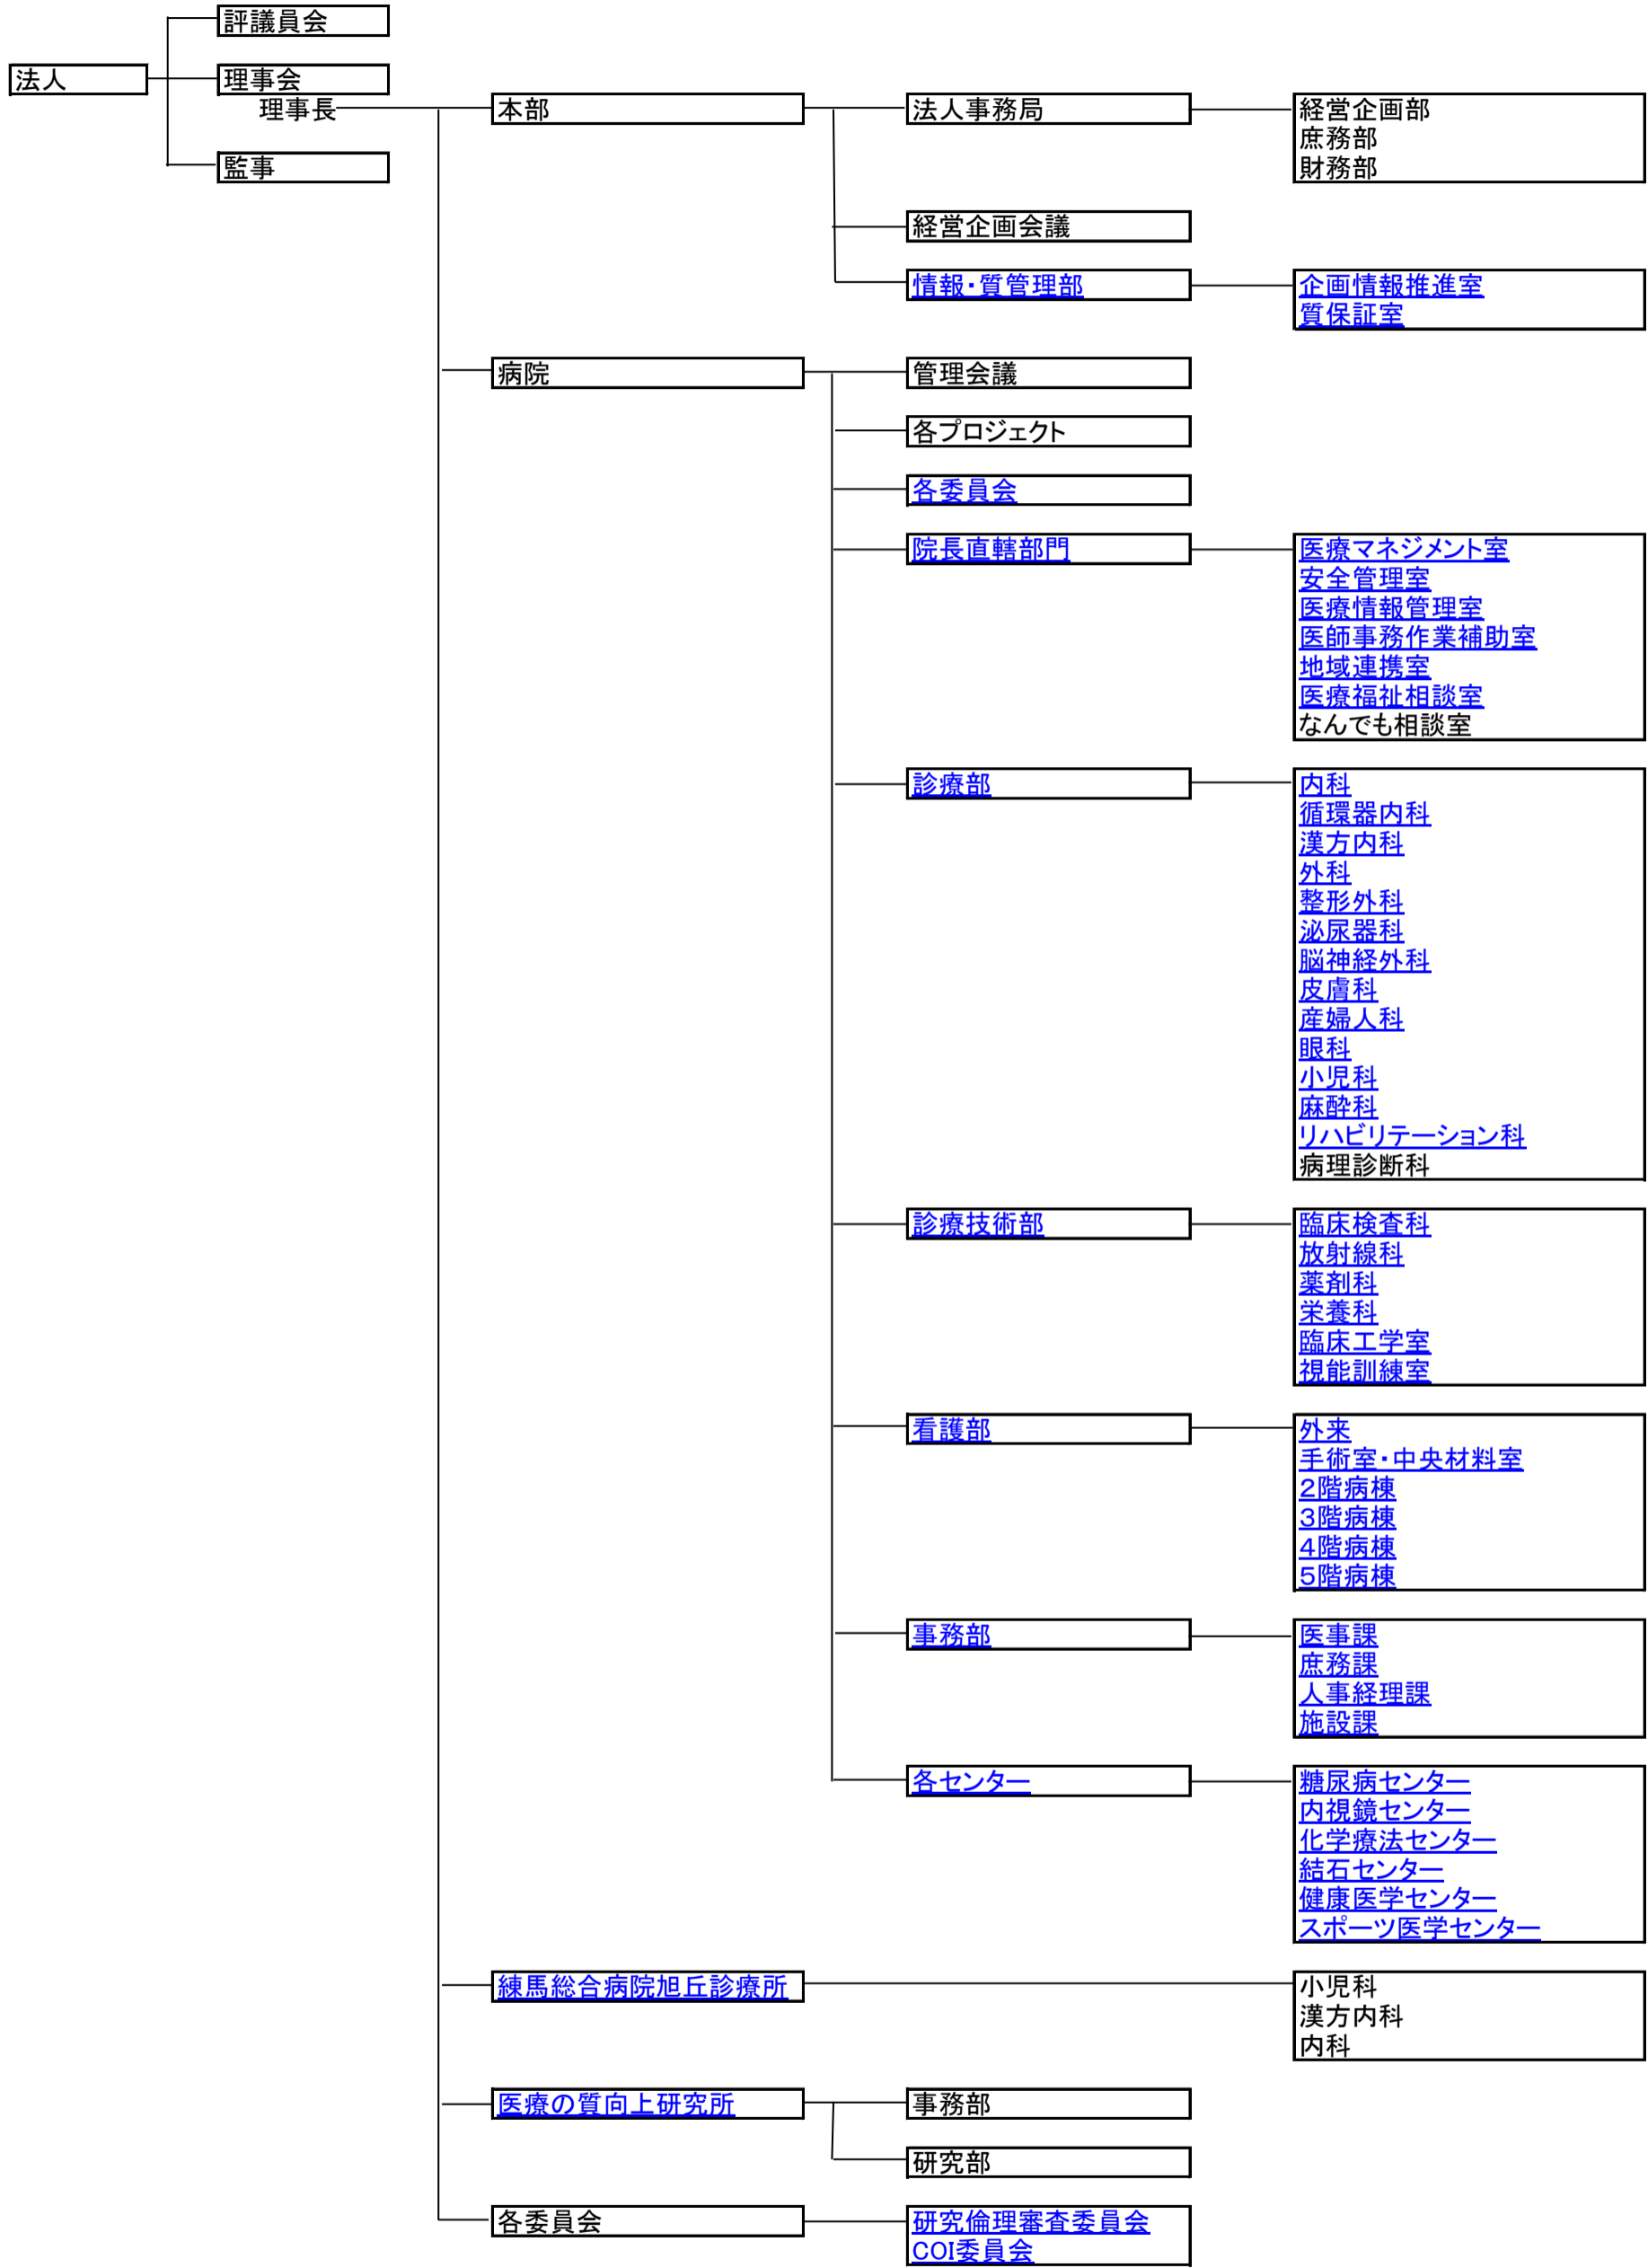 評議員会
法人
理事会
理事長
監事
本部
法人事務局
経営企画部
庶務部
財務部
経営企画会議
情報・質管理部
企画情報推進室
質保証室
病院
管理会議
各プロジェクト
各委員会
院長直轄部門
医療マネジメント室
安全管理室
医療情報管理室
医師事務作業補助室
地域連携室
医療福祉相談室
なんでも相談室
診療部
内科
循環器内科
漢方内科
外科
整形外科
泌尿器科
脳神経外科
皮膚科
産婦人科
眼科
小児科
麻酔科
リハビリテーション科
病理診断科
診療技術部
臨床検査科
放射線科
薬剤科
栄養科
臨床工学室
視能訓練室
看護部
外来
手術室・中央材料室
2階病棟
3階病棟
4階病棟
5階病棟
事務部
医事課
庶務課
人事経理課
施設課
各センター
糖尿病センター
内視鏡センター
化学療法センター
結石センター
健康医学センター
スポーツ医学センター
練馬総合病院旭丘診療所
小児科
漢方内科
内科
医療の質向上研究所
事務部
研究部
各委員会
研究倫理審査委員会
COI委員会